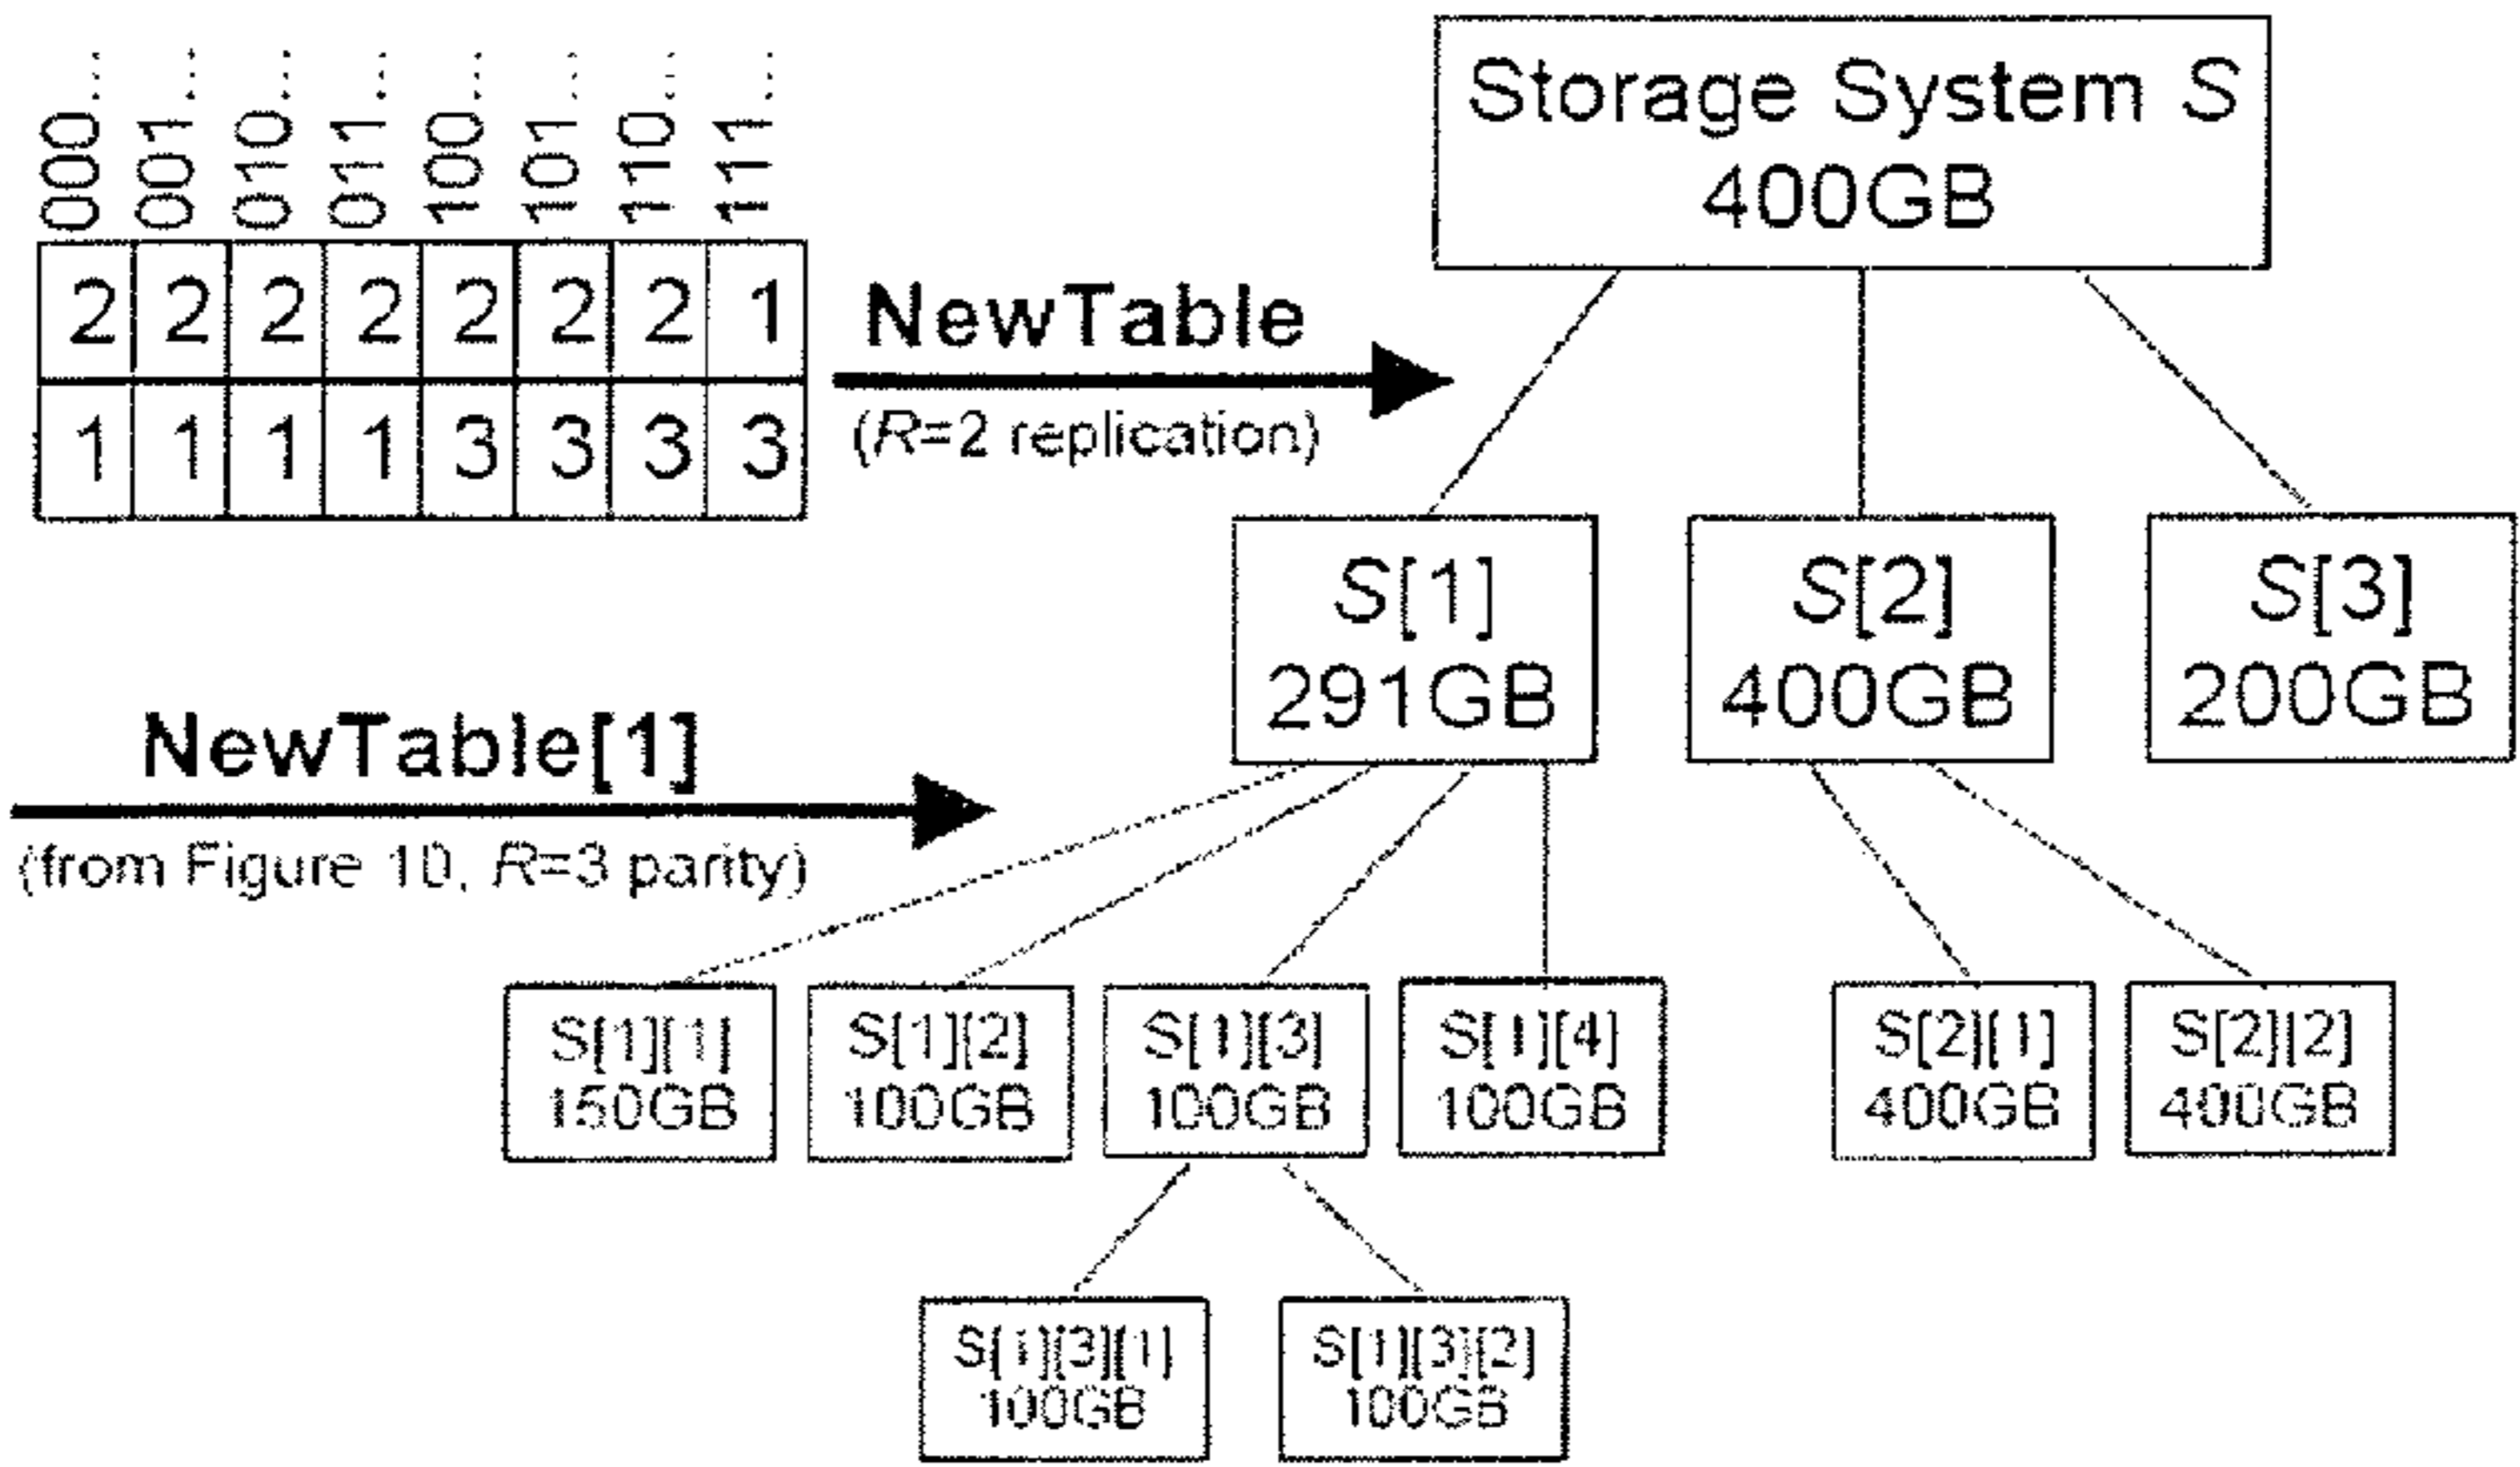 000...
001...
010...
011...
100...
101...
110...
111...
2 2 2 2 2 2 2 1
1 1 1 1 3 3 3 3
NewTable
(R=2 replication)
Storage System S
400GB
S[1]
291GB
S[2]
400GB
S[3]
200GB
NewTable[1]
(from Figure 10, R=3 parity)
S[1][1]
150GB
S[1][2]
100GB
S[1][3]
100GB
S[1][4]
100GB
S[2][1]
400GB
S[2][2]
400GB
S[1][3][1]
100GB
S[1][3][2]
100GB